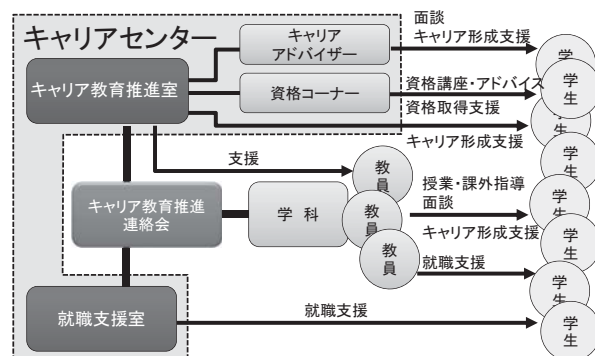 キャリアセンター
キャリア教育推進室
キャリア
アドバイザー
資格コーナー
面談
キャリア形成支援
資格講座・アドバイス
資格取得支援
キャリア形成支援
支援
キャリア教育推進
連絡会
学 科
教
員
教
員
教
員
授業・課外指導
面談
キャリア形成支援
就職支援
就職支援室
就職支援
学
学
生
生
学
生
学
生
学
生
学
生
学
生